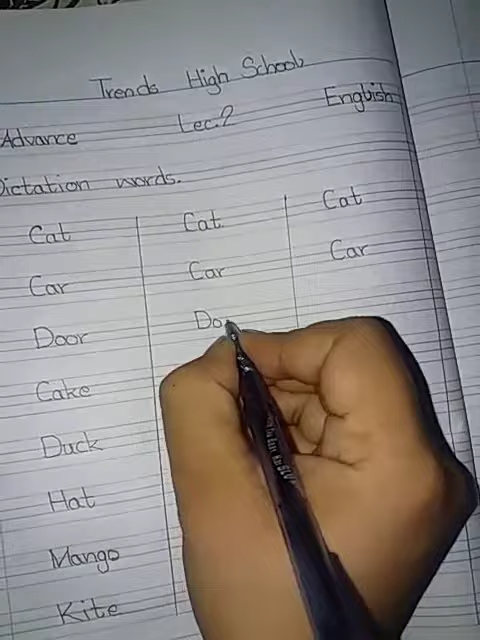 Trends High School
Advance Lec.2 English
Dictation words.
Cat Cat Cat
Car Car Car
Door Do
Cake
Duck
Hat
Mango
Kite